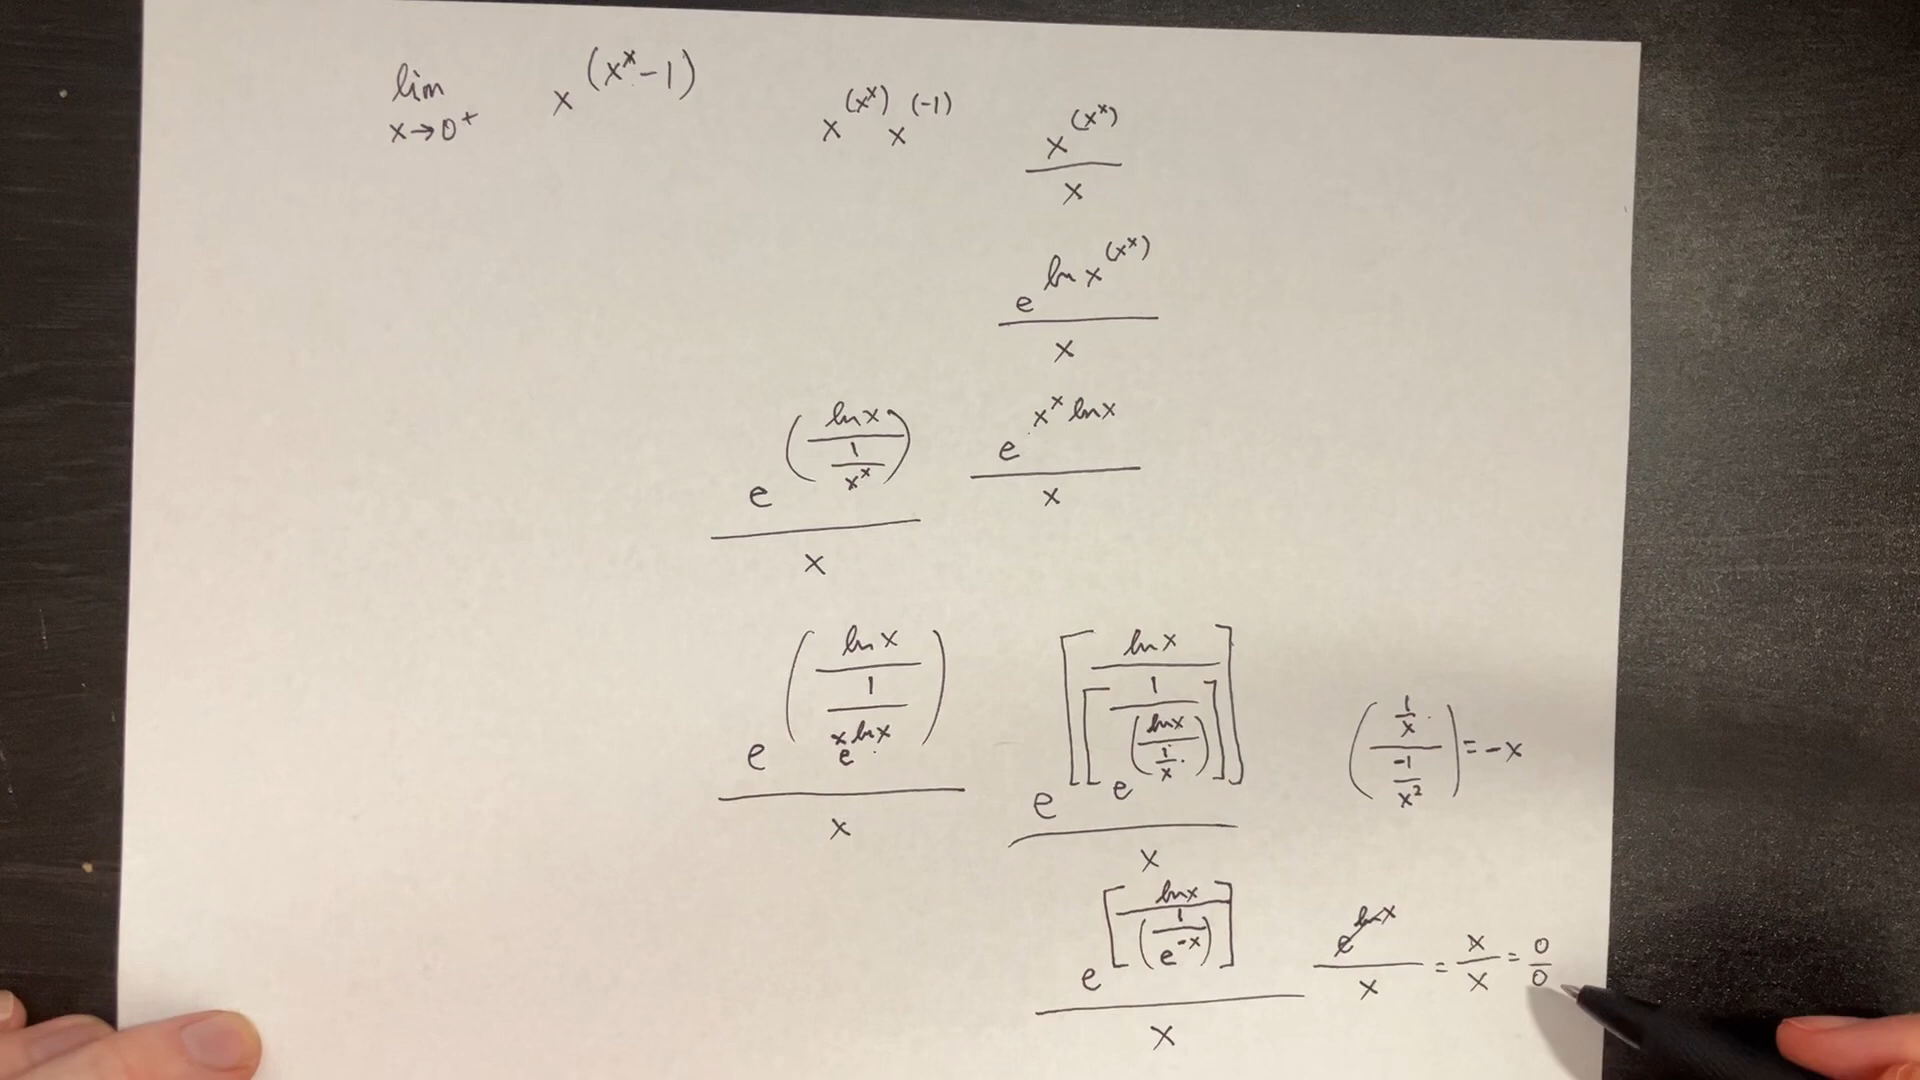 lim x→0⁺ x^(x^x - 1)
x^(x^x) x^(-1)
x^(x^x) / x
e^(ln x^(x^x)) / x
e^(ln x / (1 / x^x)) / x
e^(x^x ln x) / x
e^(ln x / (1 / e^(x ln x))) / x
e^[ln x / [1 / e^(ln x / (1/x))]] / x
((1/x) / (-1/x²)) = -x
e^[ln x / (1 / e^(-x))] / x
e^(ln x) / x = x / x = 0 / 0